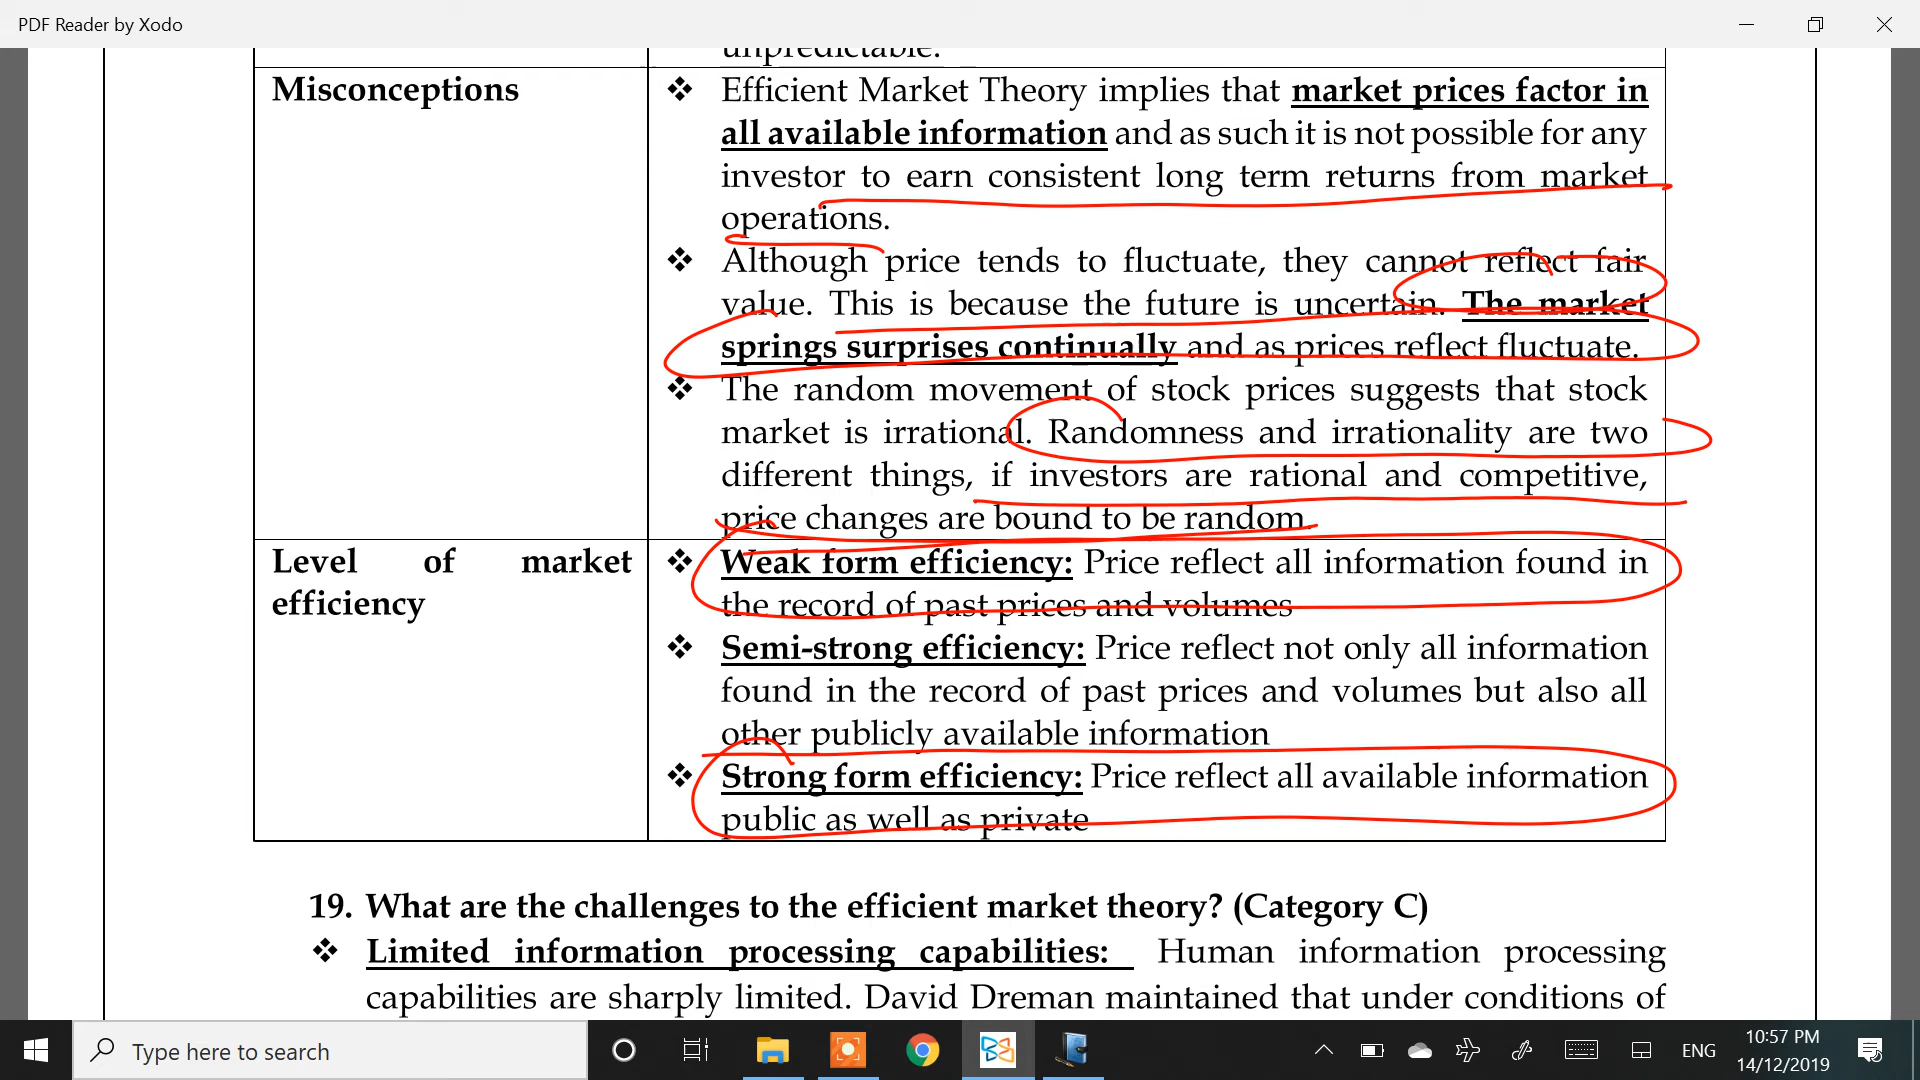 PDF Reader by Xodo
unpredictable.
Misconceptions
❖ Efficient Market Theory implies that market prices factor in
all available information and as such it is not possible for any
investor to earn consistent long term returns from market
operations.
❖ Although price tends to fluctuate, they cannot reflect fair
value. This is because the future is uncertain. The market
springs surprises continually and as prices reflect fluctuate.
❖ The random movement of stock prices suggests that stock
market is irrational. Randomness and irrationality are two
different things, if investors are rational and competitive,
price changes are bound to be random.
Level of market
efficiency
❖ Weak form efficiency: Price reflect all information found in
the record of past prices and volumes
❖ Semi-strong efficiency: Price reflect not only all information
found in the record of past prices and volumes but also all
other publicly available information
❖ Strong form efficiency: Price reflect all available information
public as well as private
19. What are the challenges to the efficient market theory? (Category C)
❖ Limited information processing capabilities: Human information processing
capabilities are sharply limited. David Dreman maintained that under conditions of
Type here to search
ENG
10:57 PM
14/12/2019